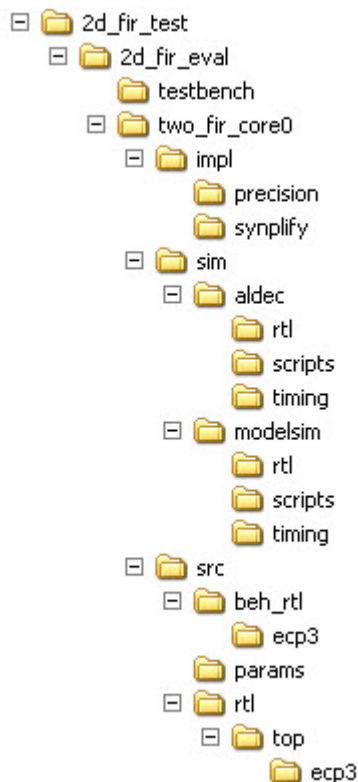 2d_fir_test
2d_fir_eval
testbench
two_fir_core0
impl
precision
synplify
sim
aldec
rtl
scripts
timing
modelsim
rtl
scripts
timing
src
beh_rtl
ecp3
params
rtl
top
ecp3